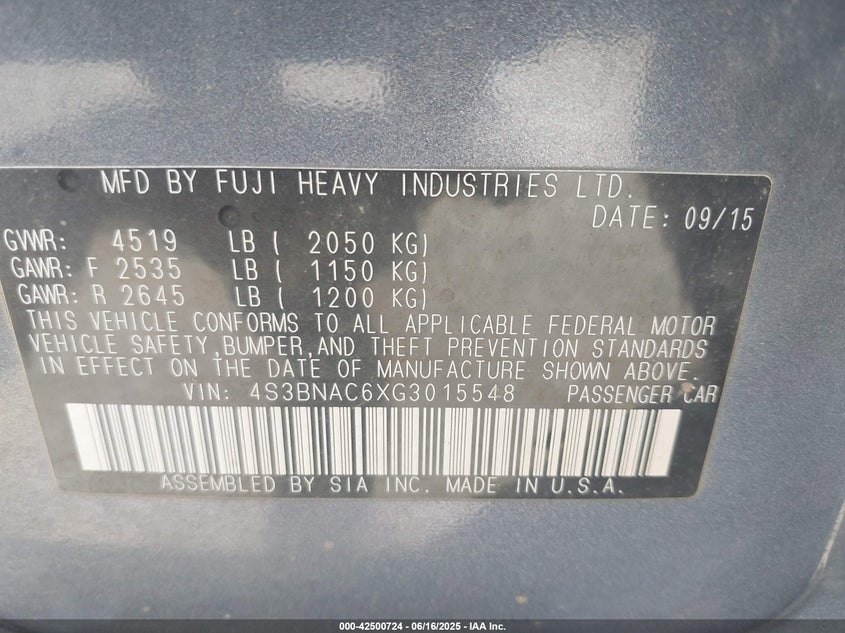 MFD BY FUJI HEAVY INDUSTRIES LTD.
DATE: 09/15
GVWR: 4519 LB ( 2050 KG)
GAWR: F 2535 LB ( 1150 KG)
GAWR: R 2645 LB ( 1200 KG)
THIS VEHICLE CONFORMS TO ALL APPLICABLE FEDERAL MOTOR
VEHICLE SAFETY,BUMPER,AND THEFT PREVENTION STANDARDS
IN EFFECT ON THE DATE OF MANUFACTURE SHOWN ABOVE.
VIN: 4S3BNAC6XG3015548 PASSENGER CAR
ASSEMBLED BY SIA INC. MADE IN U.S.A.
000-42500724 - 06/16/2025 - IAA Inc.